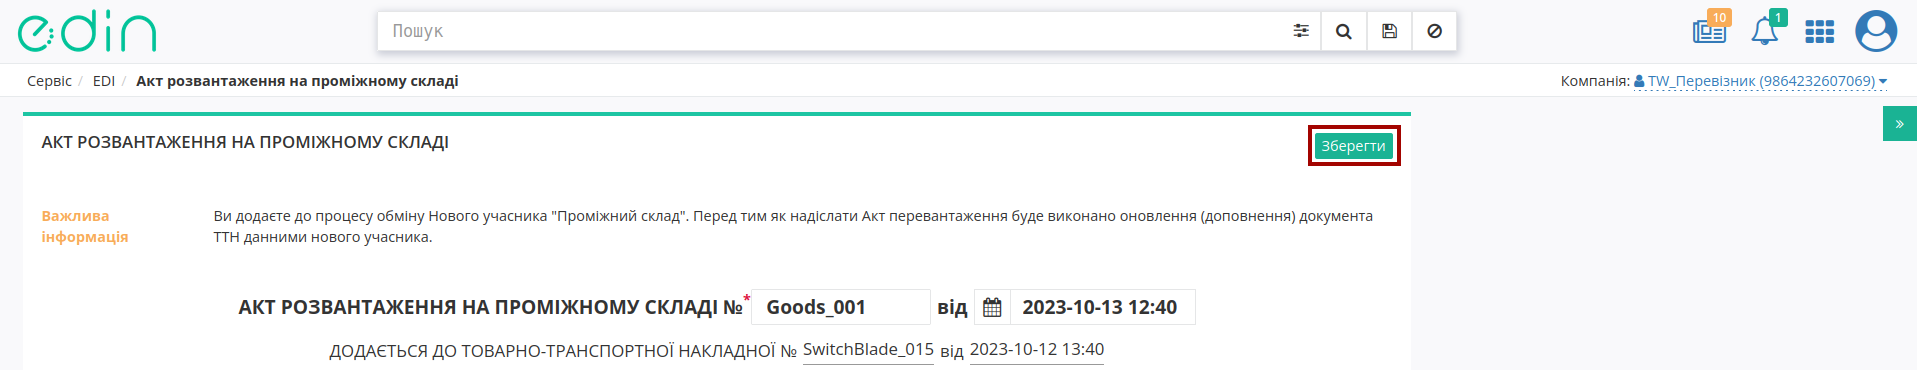 edin
Пошук
10
1
Сервіс / EDI / Акт розвантаження на проміжному складі
Компанія: TW_Перевізник (9864232607069)
»
АКТ РОЗВАНТАЖЕННЯ НА ПРОМІЖНОМУ СКЛАДІ
Зберегти
Важлива інформація
Ви додаєте до процесу обміну Нового учасника "Проміжний склад". Перед тим як надіслати Акт перевантаження буде виконано оновлення (доповнення) документа
ТТН данними нового учасника.
АКТ РОЗВАНТАЖЕННЯ НА ПРОМІЖНОМУ СКЛАДІ №* Goods_001 від 2023-10-13 12:40
ДОДАЄТЬСЯ ДО ТОВАРНО-ТРАНСПОРТНОЇ НАКЛАДНОЇ № SwitchBlade_015 від 2023-10-12 13:40